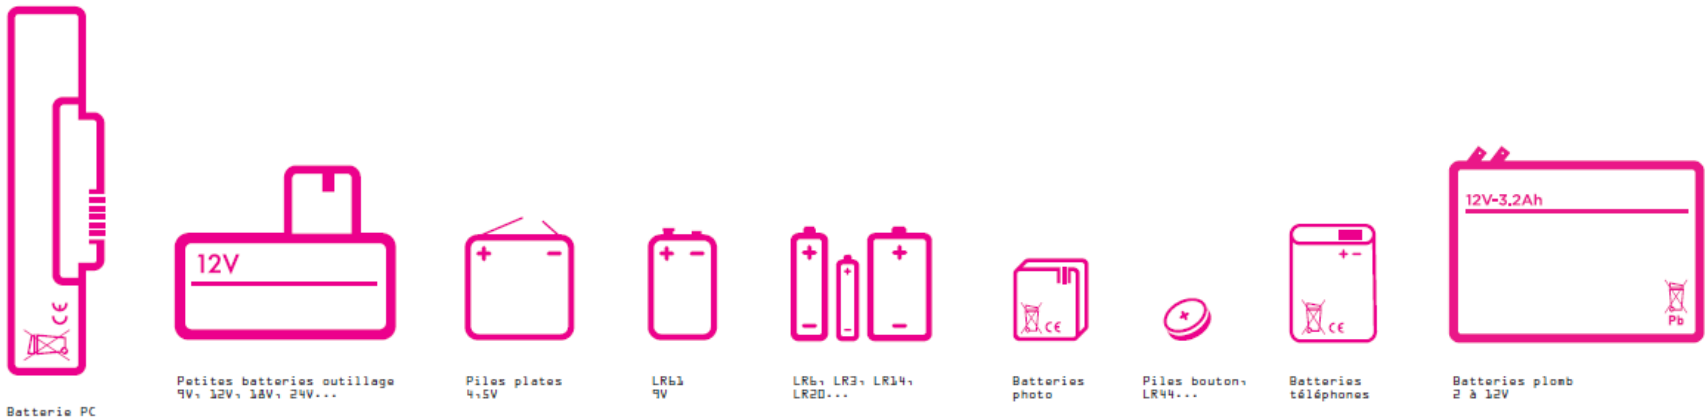 Batterie PC
CE
12V
Petites batteries outillage
9V, 12V, 18V, 24V...
+ -
Piles plates
4,5V
+ -
LR61
9V
+ + +
- - -
LR6, LR3, LR14,
LR20...
CE
Batteries
photo
+
Piles bouton,
LR44...
+ -
CE
Batteries
téléphones
12V-3.2Ah
Pb
Batteries plomb
2 à 12V